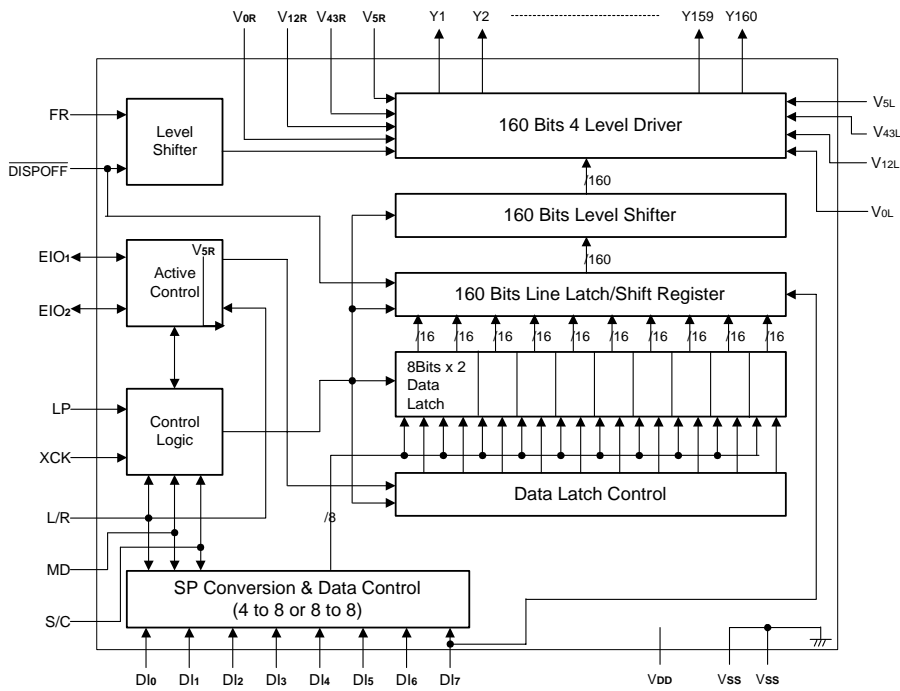 V0R V12R V43R V5R Y1 Y2 Y159 Y160
FR
Level
Shifter
160 Bits 4 Level Driver
V5L
V43L
V12L
V0L
DISPOFF
/160
160 Bits Level Shifter
/160
EIO1
EIO2
Active
Control
V5R
160 Bits Line Latch/Shift Register
/16 /16 /16 /16 /16 /16 /16 /16 /16 /16
8Bits x 2
Data
Latch
LP
XCK
Control
Logic
Data Latch Control
L/R
/8
MD
S/C
SP Conversion & Data Control
(4 to 8 or 8 to 8)
DI0 DI1 DI2 DI3 DI4 DI5 DI6 DI7 VDD VSS VSS